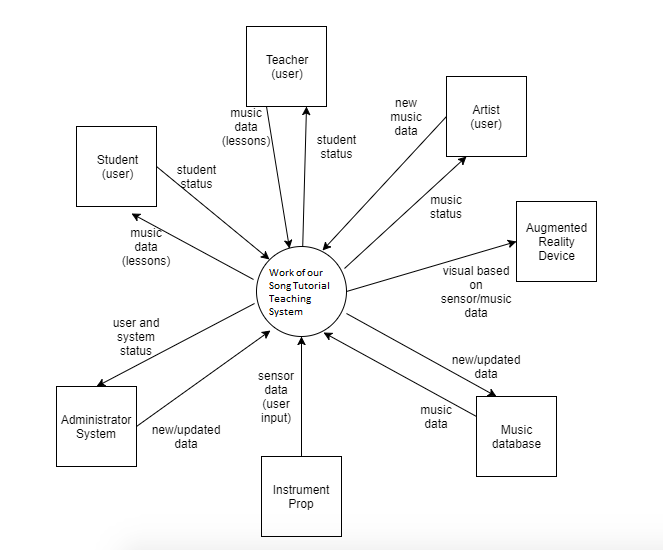 Teacher
(user)
Artist
(user)
Student
(user)
music
data
(lessons)
student
status
new
music
data
student
status
music
data
(lessons)
music
status
Augmented
Reality
Device
visual based
on
sensor/music
data
Work of our
Song Tutorial
Teaching
System
user and
system
status
Administrator
System
new/updated
data
sensor
data
(user
input)
Instrument
Prop
new/updated
data
music
data
Music
database